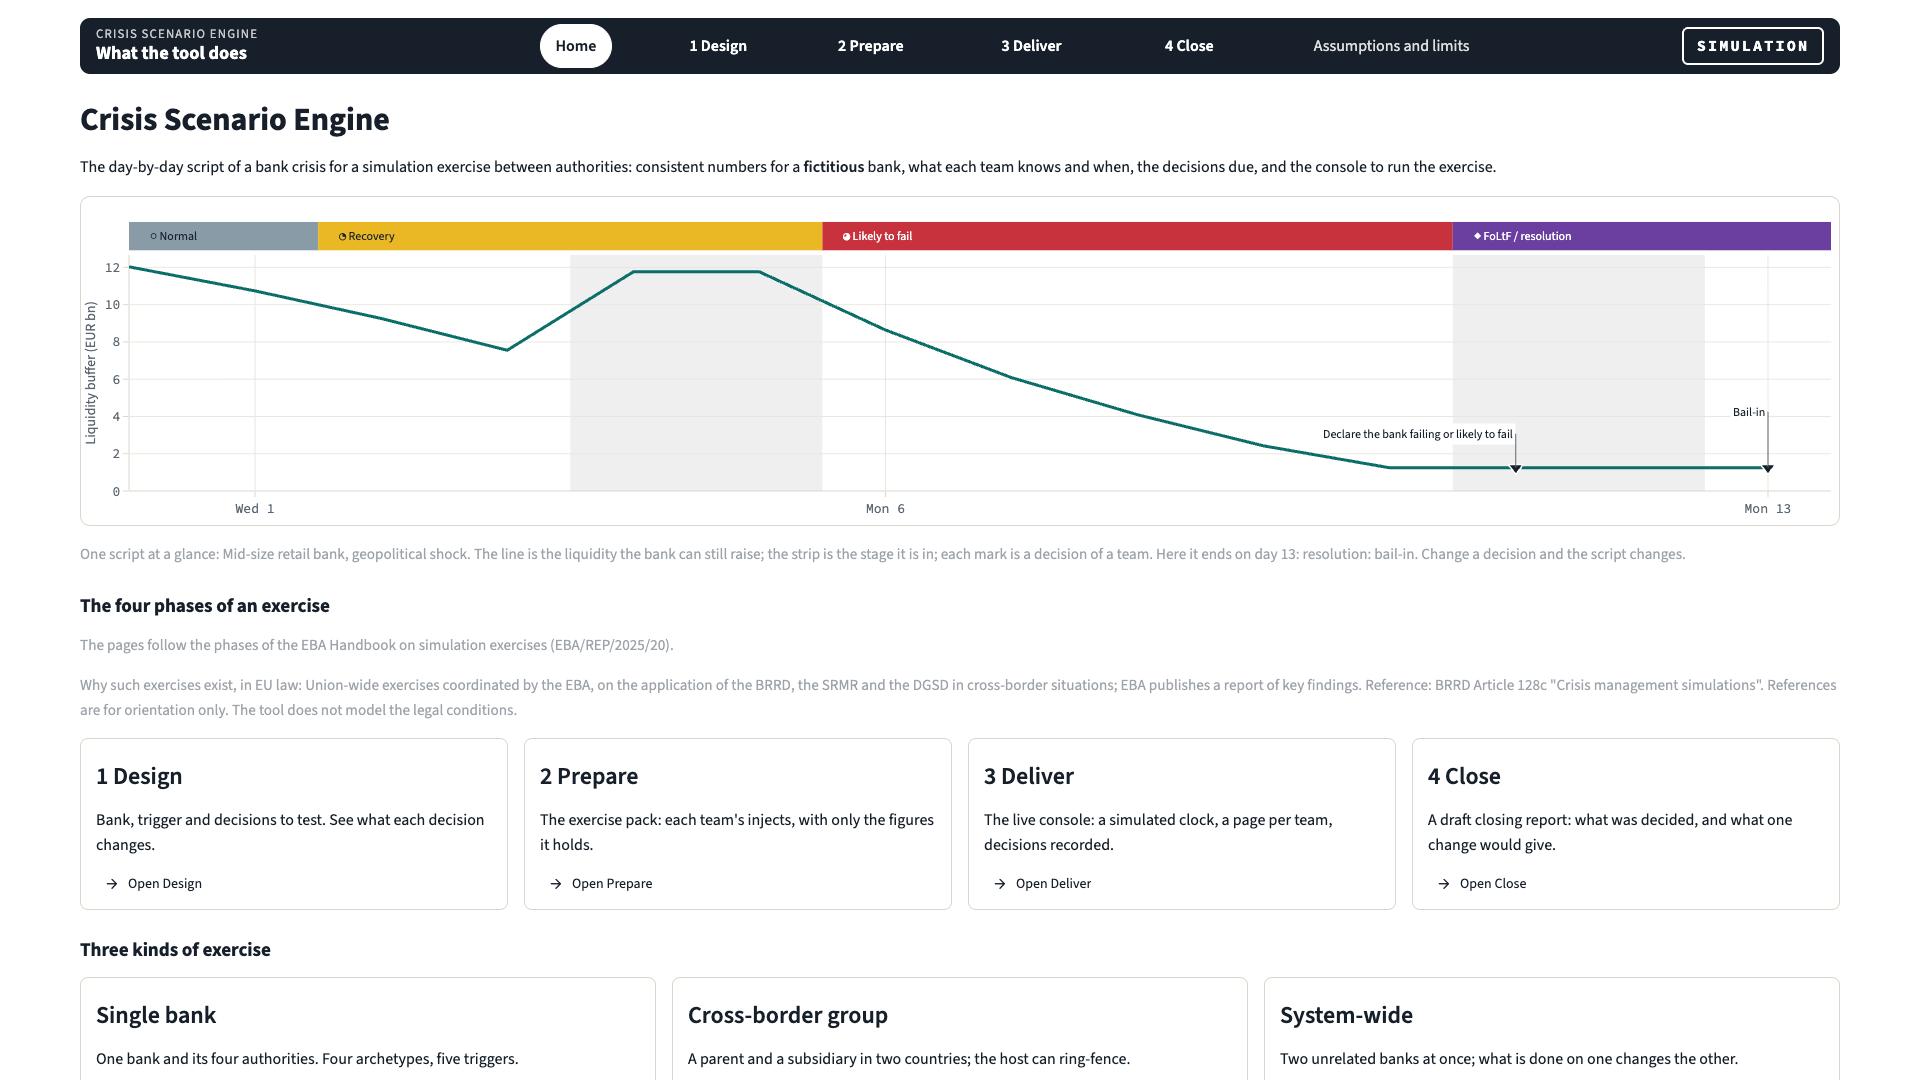 CRISIS SCENARIO ENGINE
What the tool does
Home
1 Design
2 Prepare
3 Deliver
4 Close
Assumptions and limits
SIMULATION
Crisis Scenario Engine
The day-by-day script of a bank crisis for a simulation exercise between authorities: consistent numbers for a fictitious bank, what each team knows and when, the decisions due, and the console to run the exercise.
○ Normal
◔ Recovery
◕ Likely to fail
◆ FoLtF / resolution
Liquidity buffer (EUR bn)
12
10
8
6
4
2
0
Declare the bank failing or likely to fail
Bail-in
Wed 1
Mon 6
Mon 13
One script at a glance: Mid-size retail bank, geopolitical shock. The line is the liquidity the bank can still raise; the strip is the stage it is in; each mark is a decision of a team. Here it ends on day 13: resolution: bail-in. Change a decision and the script changes.
The four phases of an exercise
The pages follow the phases of the EBA Handbook on simulation exercises (EBA/REP/2025/20).
Why such exercises exist, in EU law: Union-wide exercises coordinated by the EBA, on the application of the BRRD, the SRMR and the DGSD in cross-border situations; EBA publishes a report of key findings. Reference: BRRD Article 128c "Crisis management simulations". References
are for orientation only. The tool does not model the legal conditions.
1 Design
Bank, trigger and decisions to test. See what each decision
changes.
→ Open Design
2 Prepare
The exercise pack: each team's injects, with only the figures
it holds.
→ Open Prepare
3 Deliver
The live console: a simulated clock, a page per team,
decisions recorded.
→ Open Deliver
4 Close
A draft closing report: what was decided, and what one
change would give.
→ Open Close
Three kinds of exercise
Single bank
One bank and its four authorities. Four archetypes, five triggers.
Cross-border group
A parent and a subsidiary in two countries; the host can ring-fence.
System-wide
Two unrelated banks at once; what is done on one changes the other.